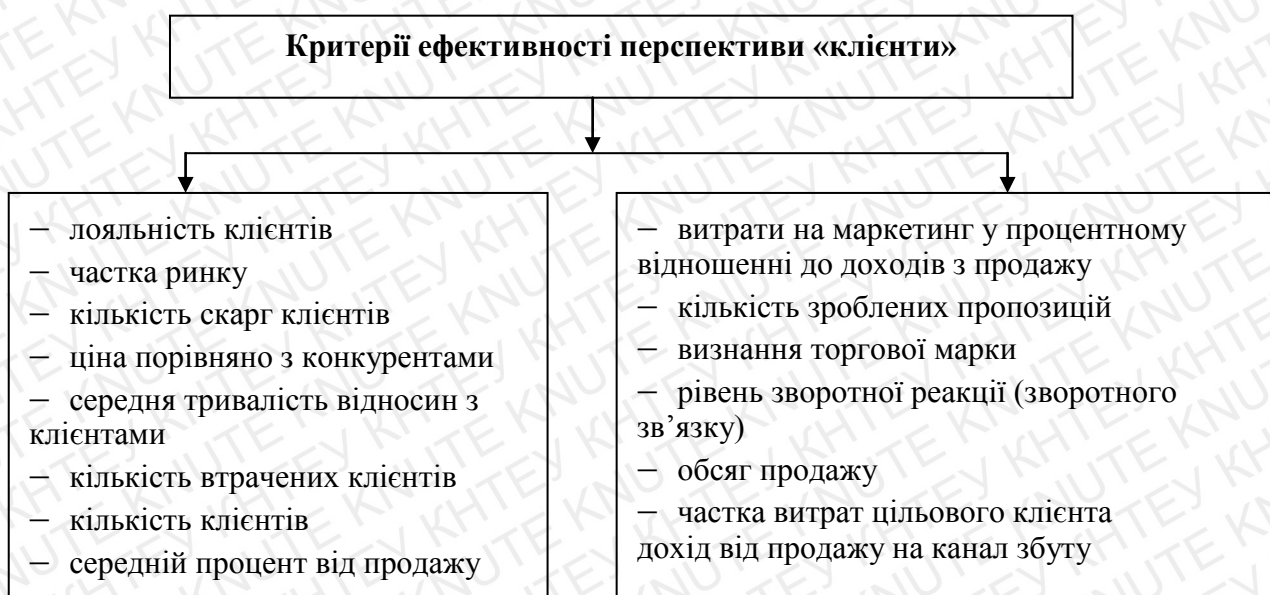 Критерії ефективності перспективи «клієнти»
– лояльність клієнтів
– частка ринку
– кількість скарг клієнтів
– ціна порівняно з конкурентами
– середня тривалість відносин з
клієнтами
– кількість втрачених клієнтів
– кількість клієнтів
– середній процент від продажу
– витрати на маркетинг у процентному
відношенні до доходів з продажу
– кількість зроблених пропозицій
– визнання торгової марки
– рівень зворотної реакції (зворотного
зв’язку)
– обсяг продажу
– частка витрат цільового клієнта
дохід від продажу на канал збуту